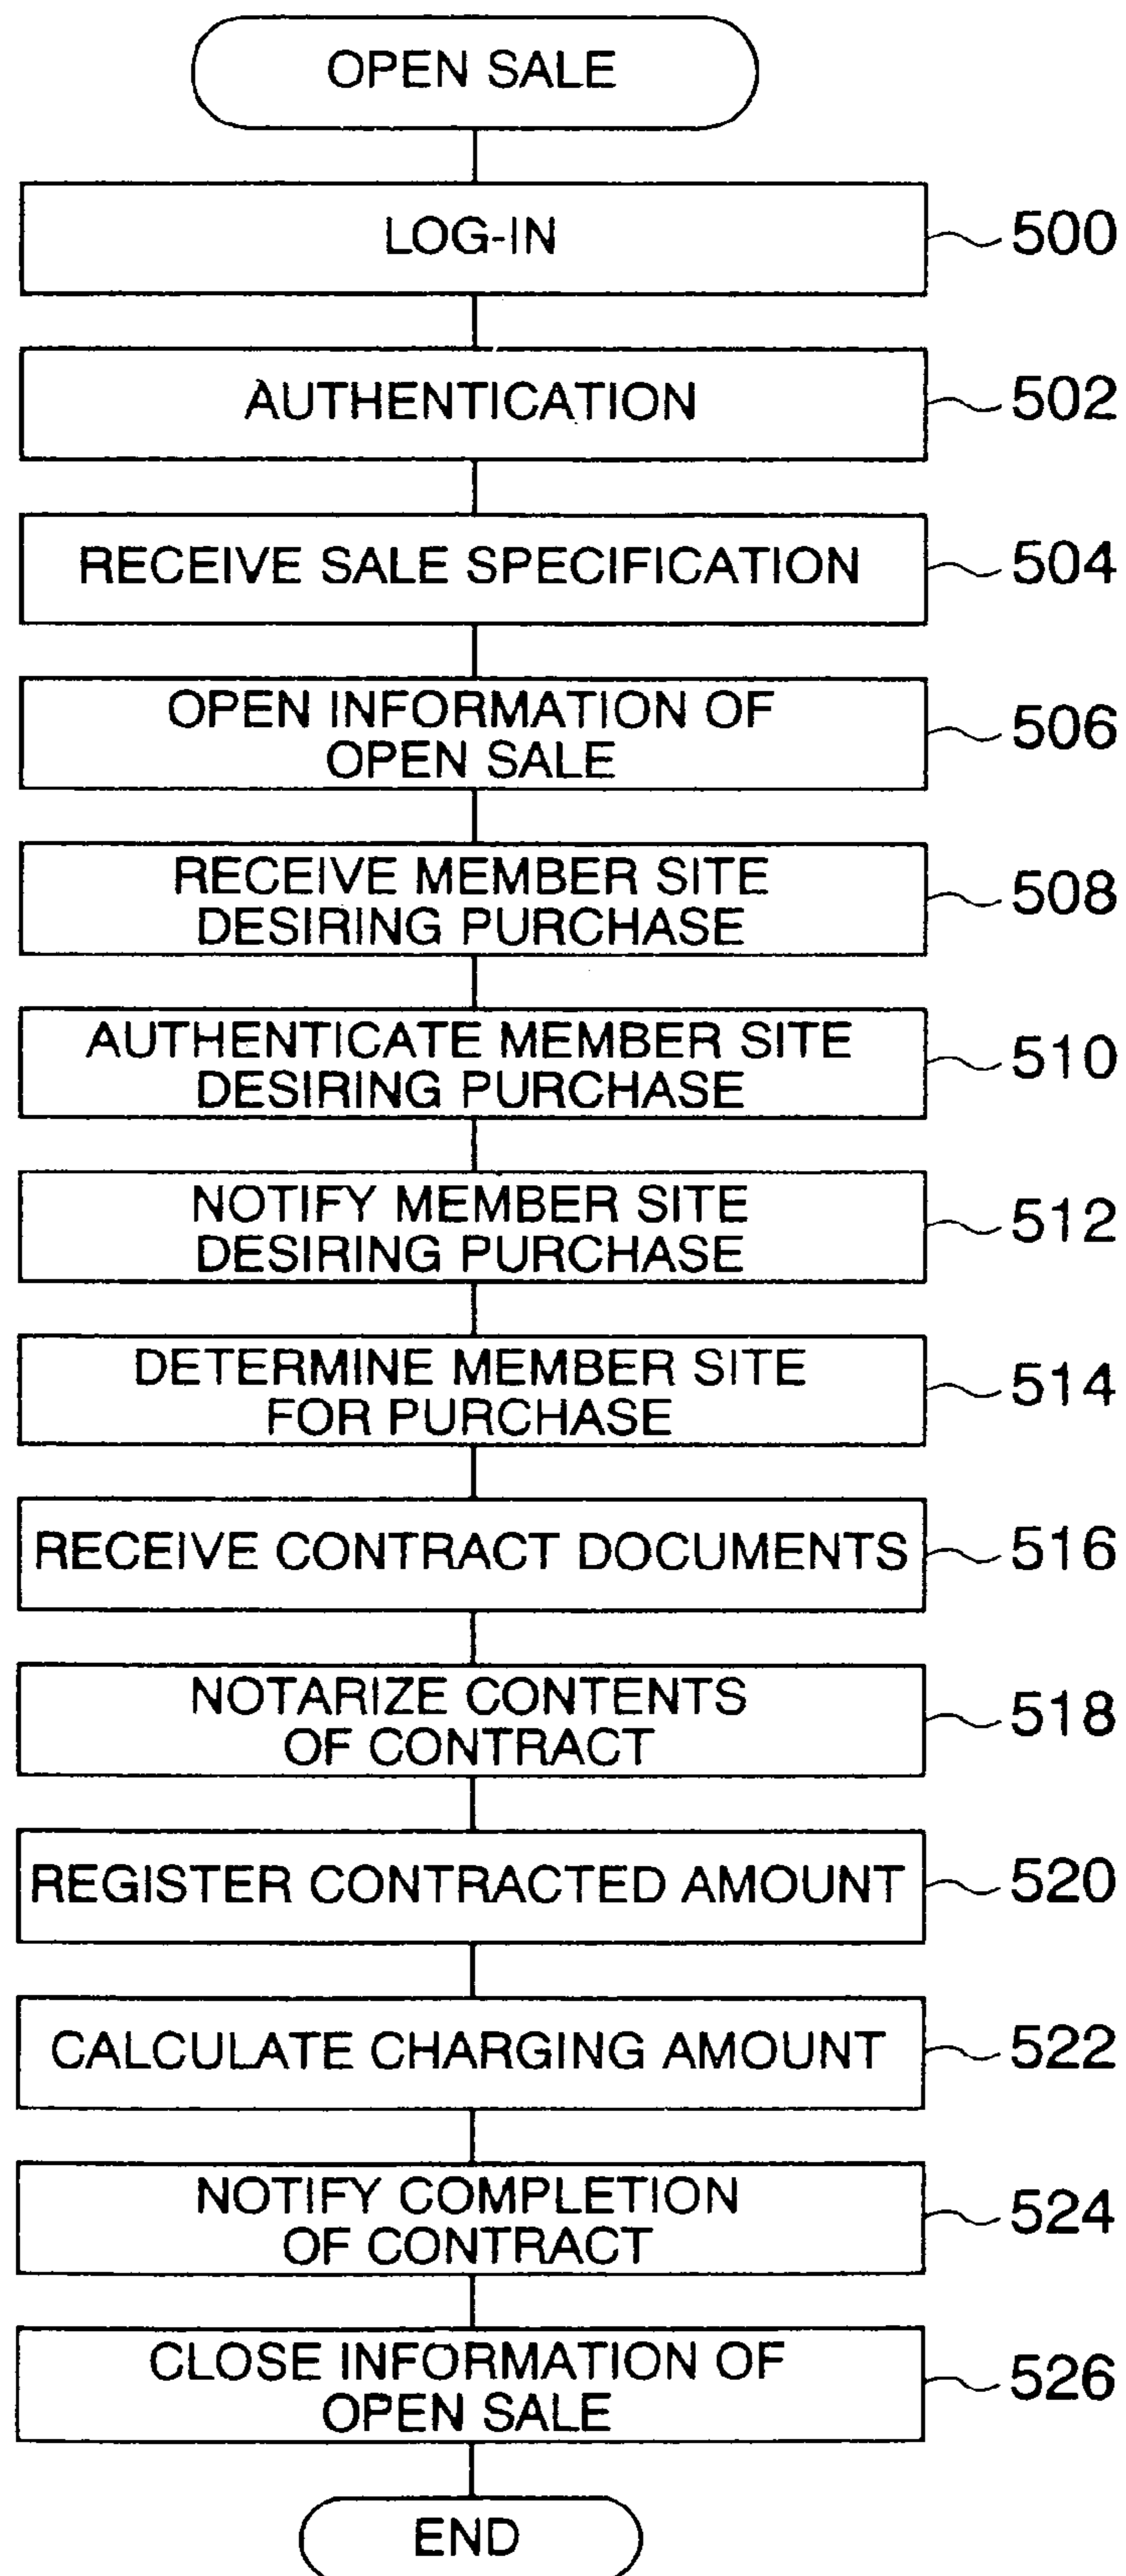 OPEN SALE
LOG-IN
500
AUTHENTICATION
502
RECEIVE SALE SPECIFICATION
504
OPEN INFORMATION OF
OPEN SALE
506
RECEIVE MEMBER SITE
DESIRING PURCHASE
508
AUTHENTICATE MEMBER SITE
DESIRING PURCHASE
510
NOTIFY MEMBER SITE
DESIRING PURCHASE
512
DETERMINE MEMBER SITE
FOR PURCHASE
514
RECEIVE CONTRACT DOCUMENTS
516
NOTARIZE CONTENTS
OF CONTRACT
518
REGISTER CONTRACTED AMOUNT
520
CALCULATE CHARGING AMOUNT
522
NOTIFY COMPLETION
OF CONTRACT
524
CLOSE INFORMATION OF
OPEN SALE
526
END